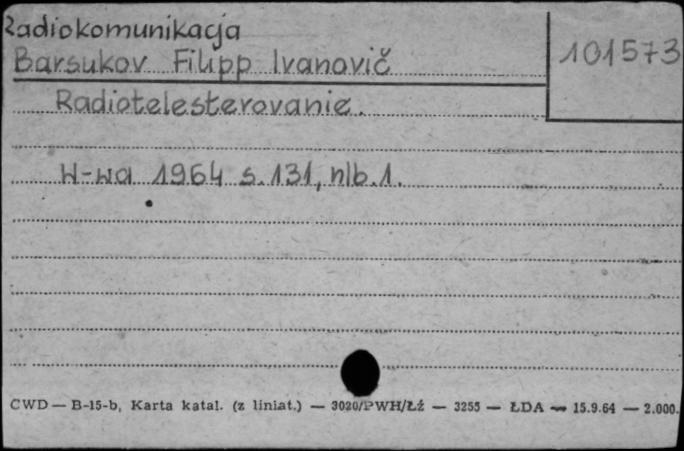 Radiokomunikacja
Barsukov Filipp Ivanovič
101573
Radiotelesterovanie.
W-wa 1964 s.131, nlb.1.
CWD — B-15-b, Karta katal. (z liniat.) — 3020/PWH/Łź — 3255 — ŁDA — 15.9.64 — 2.000.